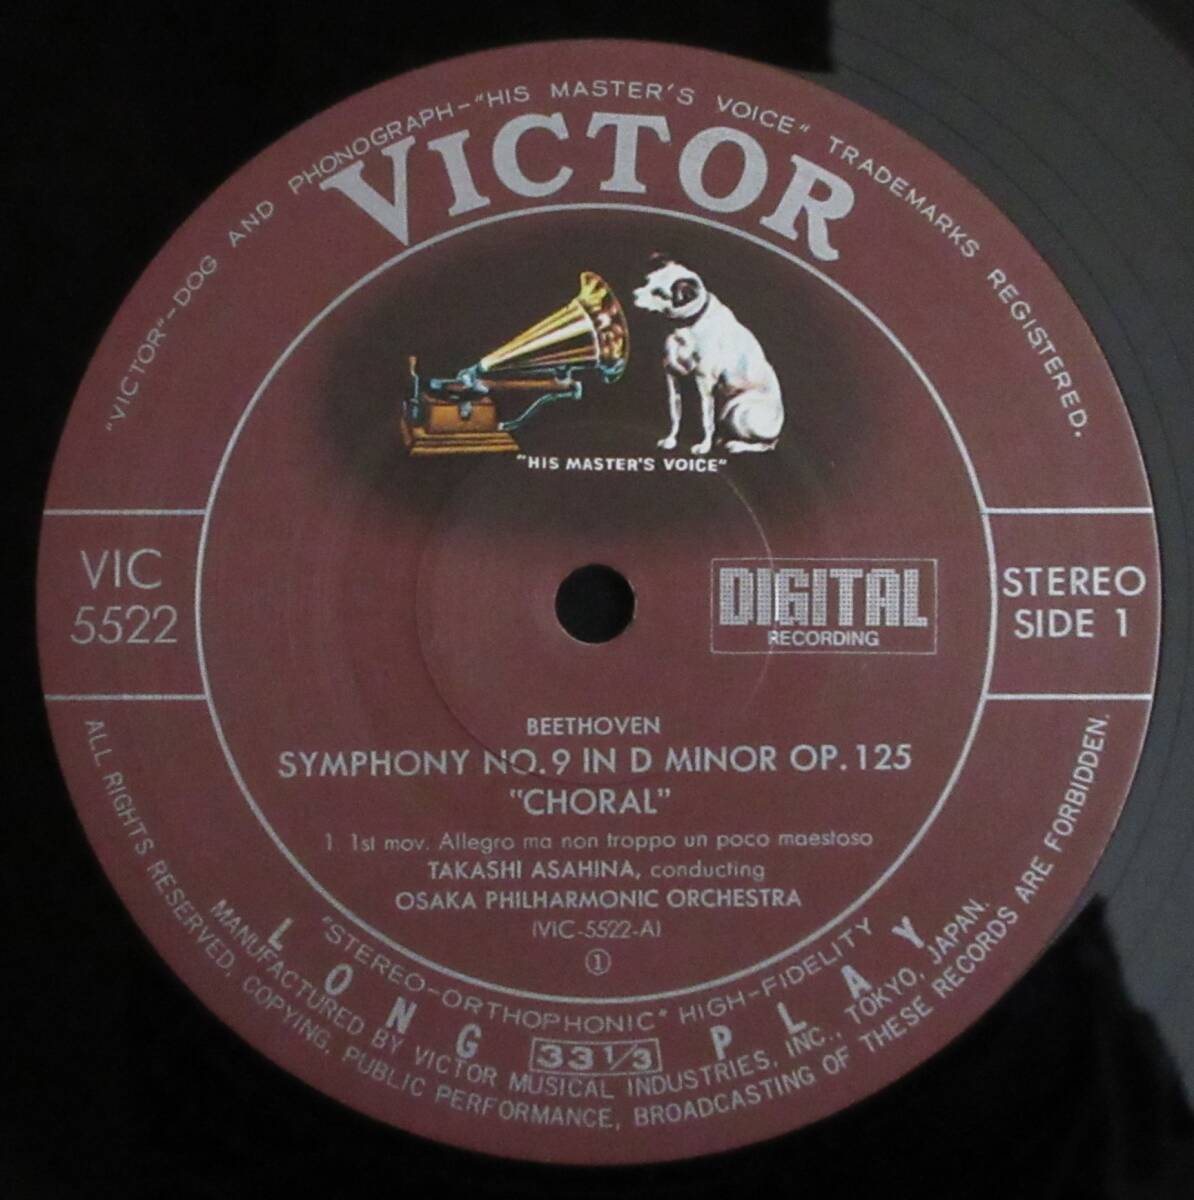 "VICTOR"-DOG AND PHONOGRAPH-"HIS MASTER'S VOICE" TRADEMARKS REGISTERED.
VICTOR
"HIS MASTER'S VOICE"
VIC
5522
DIGITAL
RECORDING
STEREO
SIDE 1
BEETHOVEN
SYMPHONY NO.9 IN D MINOR OP.125
"CHORAL"
1. 1st mov. Allegro ma non troppo un poco maestoso
TAKASHI ASAHINA, conducting
OSAKA PHILHARMONIC ORCHESTRA
(VIC-5522-A)
①
"STEREO-ORTHOPHONIC" HIGH-FIDELITY
LONG 33 1/3 PLAY
MANUFACTURED BY VICTOR MUSICAL INDUSTRIES, INC., TOKYO, JAPAN.
ALL RIGHTS RESERVED. COPYING, PUBLIC PERFORMANCE, BROADCASTING OF THESE RECORDS ARE FORBIDDEN.